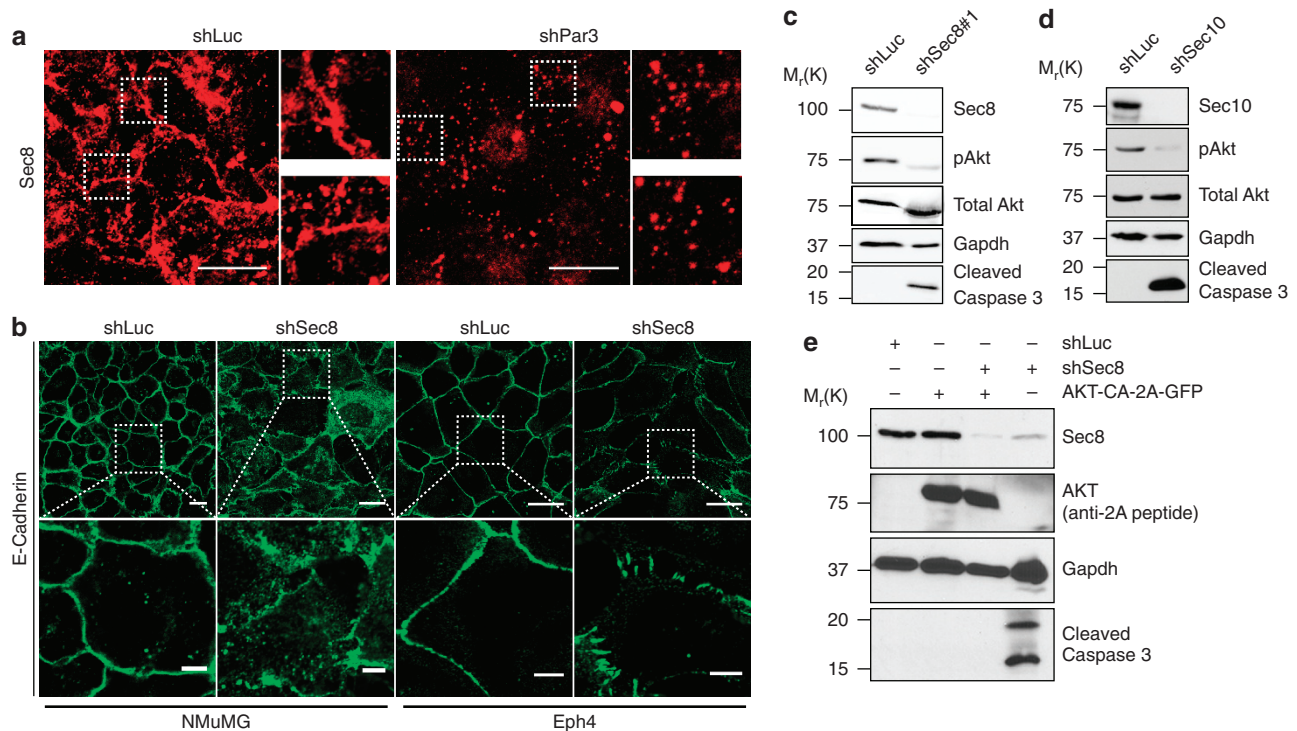 a
shLuc
shPar3
Sec8
b
shLuc
shSec8
shLuc
shSec8
E-Cadherin
NMuMG
Eph4
c
shLuc
shSec8#1
Mr(K)
100
Sec8
75
pAkt
75
Total Akt
37
Gapdh
20
15
Cleaved
Caspase 3
d
shLuc
shSec10
Mr(K)
75
Sec10
75
pAkt
75
Total Akt
37
Gapdh
20
15
Cleaved
Caspase 3
e
+ – – – shLuc
– – + + shSec8
– + + – AKT-CA-2A-GFP
Mr(K)
100
Sec8
75
AKT
(anti-2A peptide)
37
Gapdh
20
15
Cleaved
Caspase 3